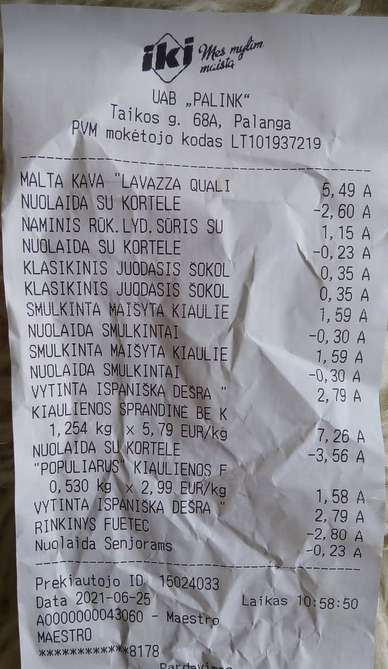 iki Mes mylim
maistą
UAB „PALINK“
Taikos g. 68A, Palanga
PVM mokėtojo kodas LT101937219
MALTA KAVA "LAVAZZA QUALI 5,49 A
NUOLAIDA SU KORTELE -2,60 A
NAMINIS RŪK.LYD.SŪRIS SU 1,15 A
NUOLAIDA SU KORTELE -0,23 A
KLASIKINIS JUODASIS ŠOKOL 0,35 A
KLASIKINIS JUODASIS ŠOKOL 0,35 A
SMULKINTA MAIŠYTA KIAULIE 1,59 A
NUOLAIDA SMULKINTAI -0,30 A
SMULKINTA MAIŠYTA KIAULIE 1,59 A
NUOLAIDA SMULKINTAI -0,30 A
VYTINTA ISPANIŠKA DEŠRA " 2,79 A
KIAULIENOS SPRANDINĖ BE K
1,254 kg × 5,79 EUR/kg 7,26 A
NUOLAIDA SU KORTELE -3,56 A
"POPULIARUS" KIAULIENOS F
0,530 kg × 2,99 EUR/kg 1,58 A
VYTINTA ISPANIŠKA DEŠRA " 2,79 A
RINKINYS FUETEC -2,80 A
Nuolaida Senjorams -0,23 A
Prekiautojo ID 15024033
Data 2021-06-25 Laikas 10:58:50
A0000000043060 - Maestro
MAESTRO
************8178